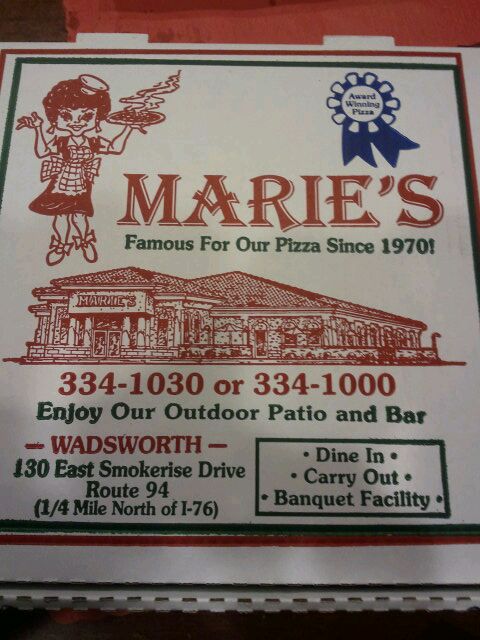 Award
Winning
Pizza
MARIE'S
Famous For Our Pizza Since 1970!
MARIE'S
334-1030 or 334-1000
Enjoy Our Outdoor Patio and Bar
— WADSWORTH —
130 East Smokerise Drive
Route 94
(1/4 Mile North of I-76)
• Dine In •
• Carry Out •
• Banquet Facility •